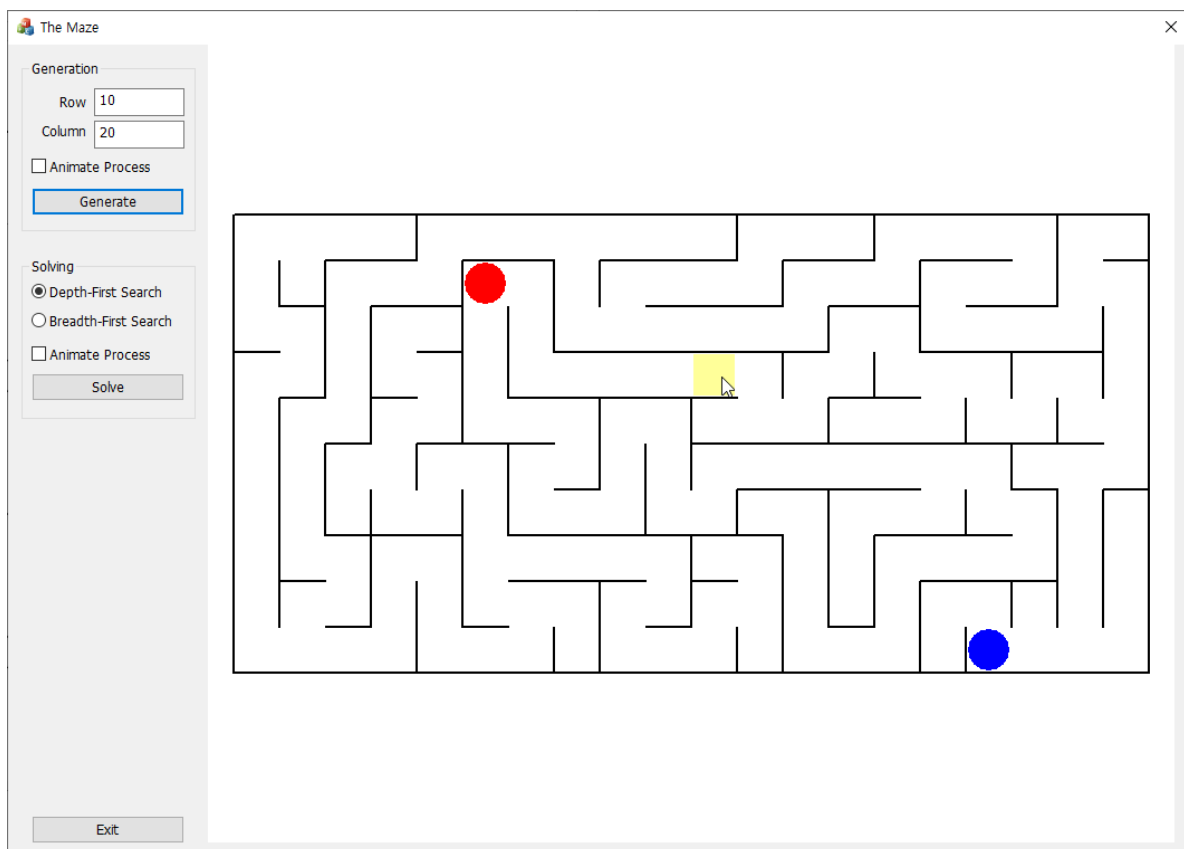 The Maze
Generation
Row 10
Column 20
Animate Process
Generate
Solving
Depth-First Search
Breadth-First Search
Animate Process
Solve
Exit